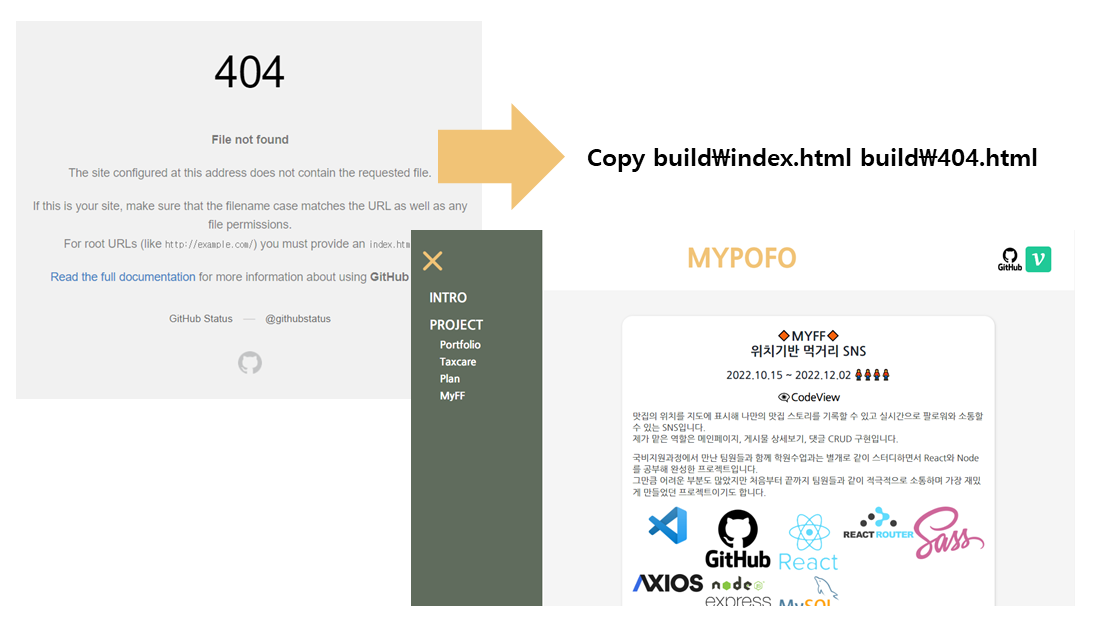 404
File not found
The site configured at this address does not contain the requested file.
If this is your site, make sure that the filename case matches the URL as well as any
file permissions.
For root URLs (like http://example.com/) you must provide an index.htm
Read the full documentation for more information about using GitHub
GitHub Status — @githubstatus
Copy build₩index.html build₩404.html
INTRO
PROJECT
Portfolio
Taxcare
Plan
MyFF
MYPOFO
GitHub
V
MYFF
위치기반 먹거리 SNS
2022.10.15 ~ 2022.12.02
CodeView
맛집의 위치를 지도에 표시해 나만의 맛집 스토리를 기록할 수 있고 실시간으로 팔로워와 소통할
수 있는 SNS입니다.
제가 맡은 역할은 메인페이지, 게시물 상세보기, 댓글 CRUD 구현입니다.
국비지원과정에서 만난 팀원들과 함께 학원수업과는 별개로 같이 스터디하면서 React와 Node
를 공부해 완성한 프로젝트입니다.
그만큼 어려운 부분도 많았지만 처음부터 끝까지 팀원들과 같이 적극적으로 소통하며 가장 재밌
게 만들었던 프로젝트이기도 합니다.
GitHub
React
REACT ROUTER
Sass
AXIOS
node
express
MySQL